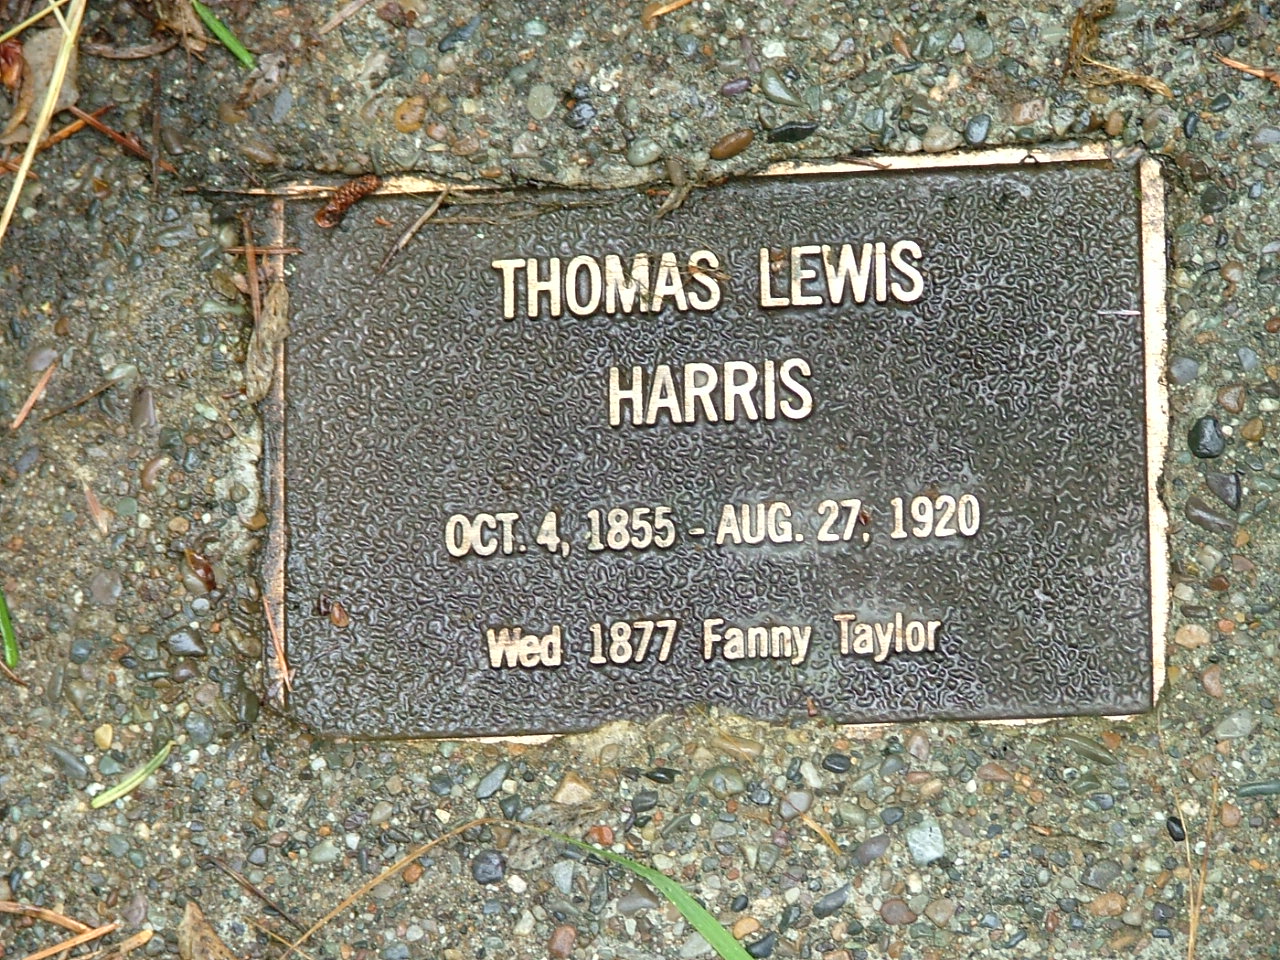 THOMAS LEWIS
HARRIS
OCT. 4, 1855 - AUG. 27, 1920
Wed 1877 Fanny Taylor